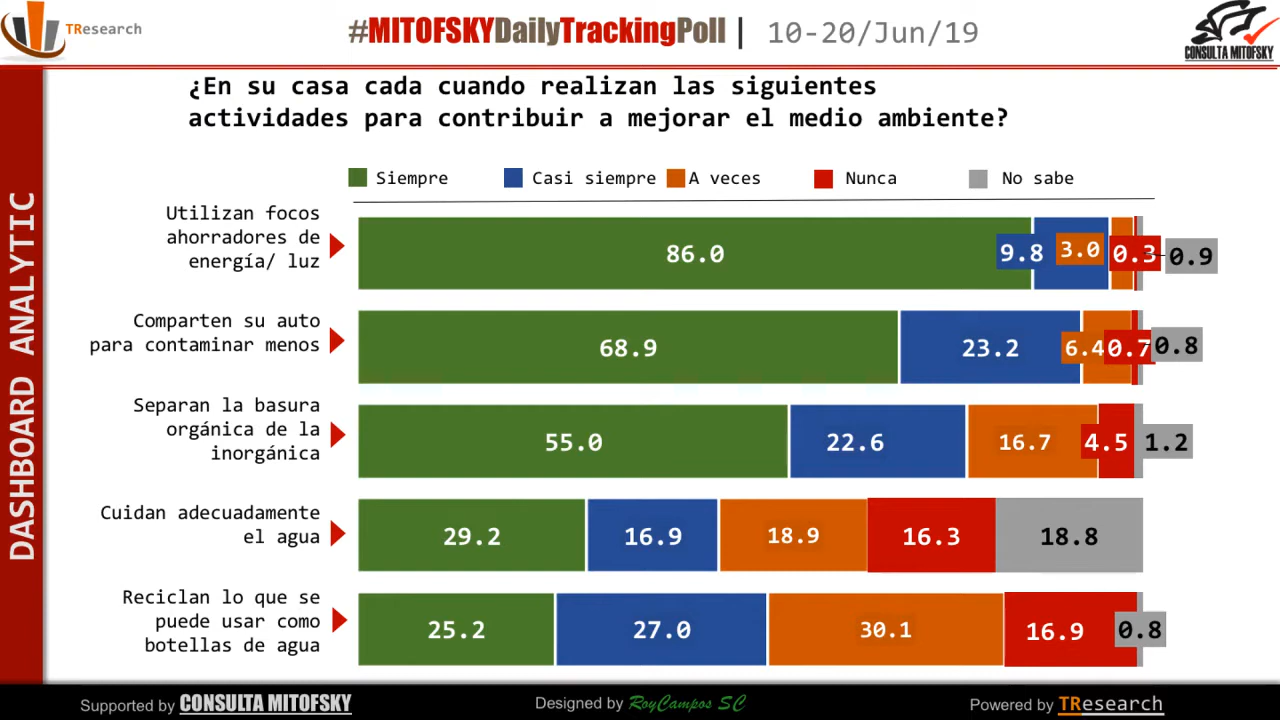 TResearch
#MITOFSKYDailyTrackingPoll | 10-20/Jun/19
CONSULTA MITOFSKY
DASHBOARD ANALYTIC
¿En su casa cada cuando realizan las siguientes
actividades para contribuir a mejorar el medio ambiente?
Siempre Casi siempre A veces Nunca No sabe
Utilizan focos
ahorradores de
energía/ luz
86.0 9.8 3.0 0.3 0.9
Comparten su auto
para contaminar menos
68.9 23.2 6.4 0.7 0.8
Separan la basura
orgánica de la
inorgánica
55.0 22.6 16.7 4.5 1.2
Cuidan adecuadamente
el agua
29.2 16.9 18.9 16.3 18.8
Reciclan lo que se
puede usar como
botellas de agua
25.2 27.0 30.1 16.9 0.8
Supported by CONSULTA MITOFSKY Designed by RoyCampos SC Powered by TResearch